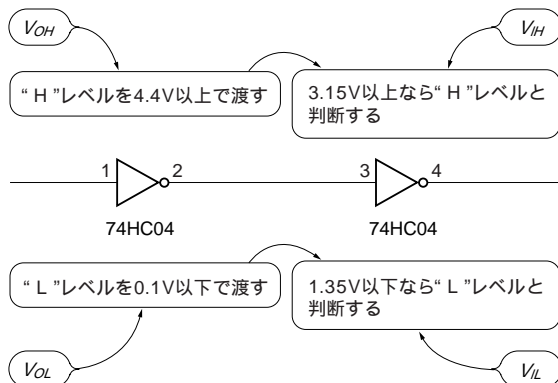 VOH
VIH
“H”レベルを4.4V以上で渡す
3.15V以上なら“H”レベルと
判断する
1
2
3
4
74HC04
74HC04
“L”レベルを0.1V以下で渡す
1.35V以下なら“L”レベルと
判断する
VOL
VIL